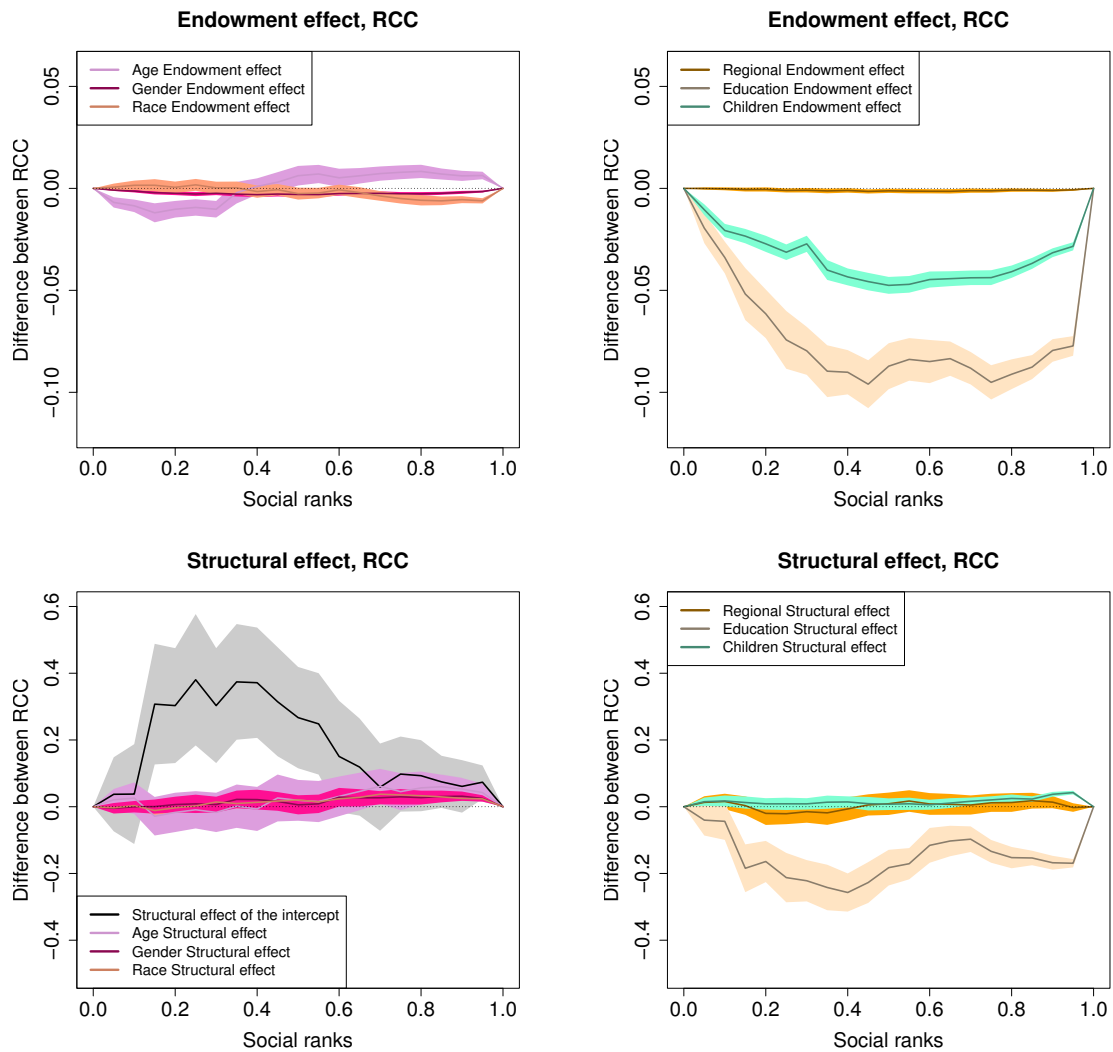 Endowment effect, RCC
Age Endowment effect
Gender Endowment effect
Race Endowment effect
Difference between RCC
0.05
0.00
−0.05
−0.10
0.0 0.2 0.4 0.6 0.8 1.0
Social ranks
Endowment effect, RCC
Regional Endowment effect
Education Endowment effect
Children Endowment effect
Difference between RCC
0.05
0.00
−0.05
−0.10
0.0 0.2 0.4 0.6 0.8 1.0
Social ranks
Structural effect, RCC
Difference between RCC
0.6
0.4
0.2
0.0
−0.2
−0.4
Structural effect of the intercept
Age Structural effect
Gender Structural effect
Race Structural effect
0.0 0.2 0.4 0.6 0.8 1.0
Social ranks
Structural effect, RCC
Regional Structural effect
Education Structural effect
Children Structural effect
Difference between RCC
0.6
0.4
0.2
0.0
−0.2
−0.4
0.0 0.2 0.4 0.6 0.8 1.0
Social ranks